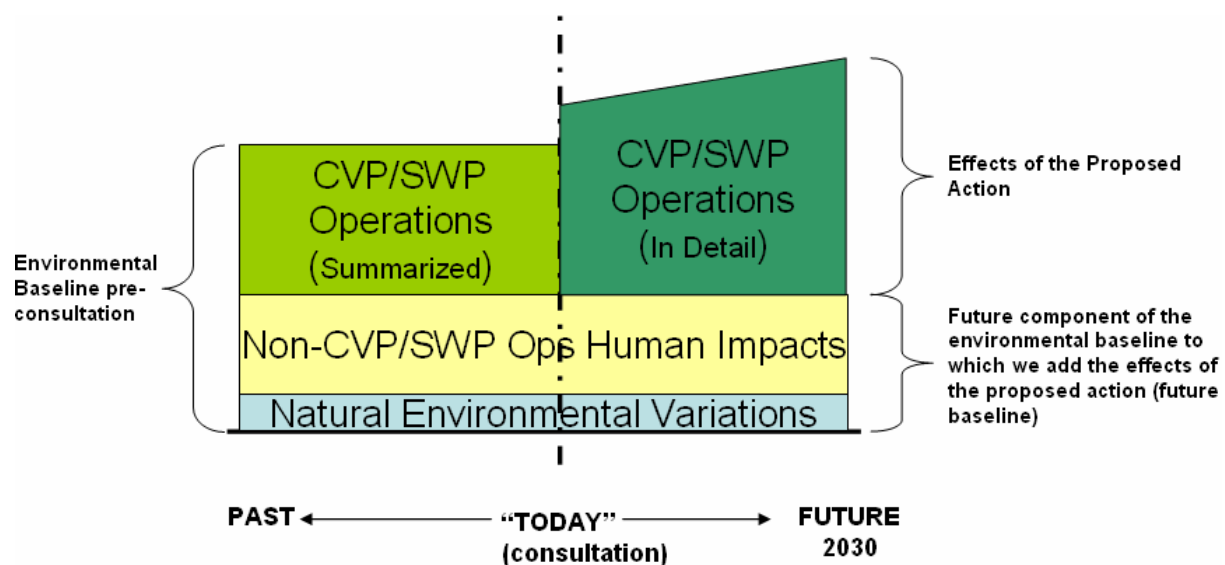 CVP/SWP
Operations
(Summarized)
CVP/SWP
Operations
(In Detail)
Effects of the Proposed
Action
Environmental
Baseline pre-
consultation
Non-CVP/SWP Ops Human Impacts
Natural Environmental Variations
Future component of the
environmental baseline to
which we add the effects of
the proposed action (future
baseline)
PAST
“TODAY”
(consultation)
FUTURE
2030